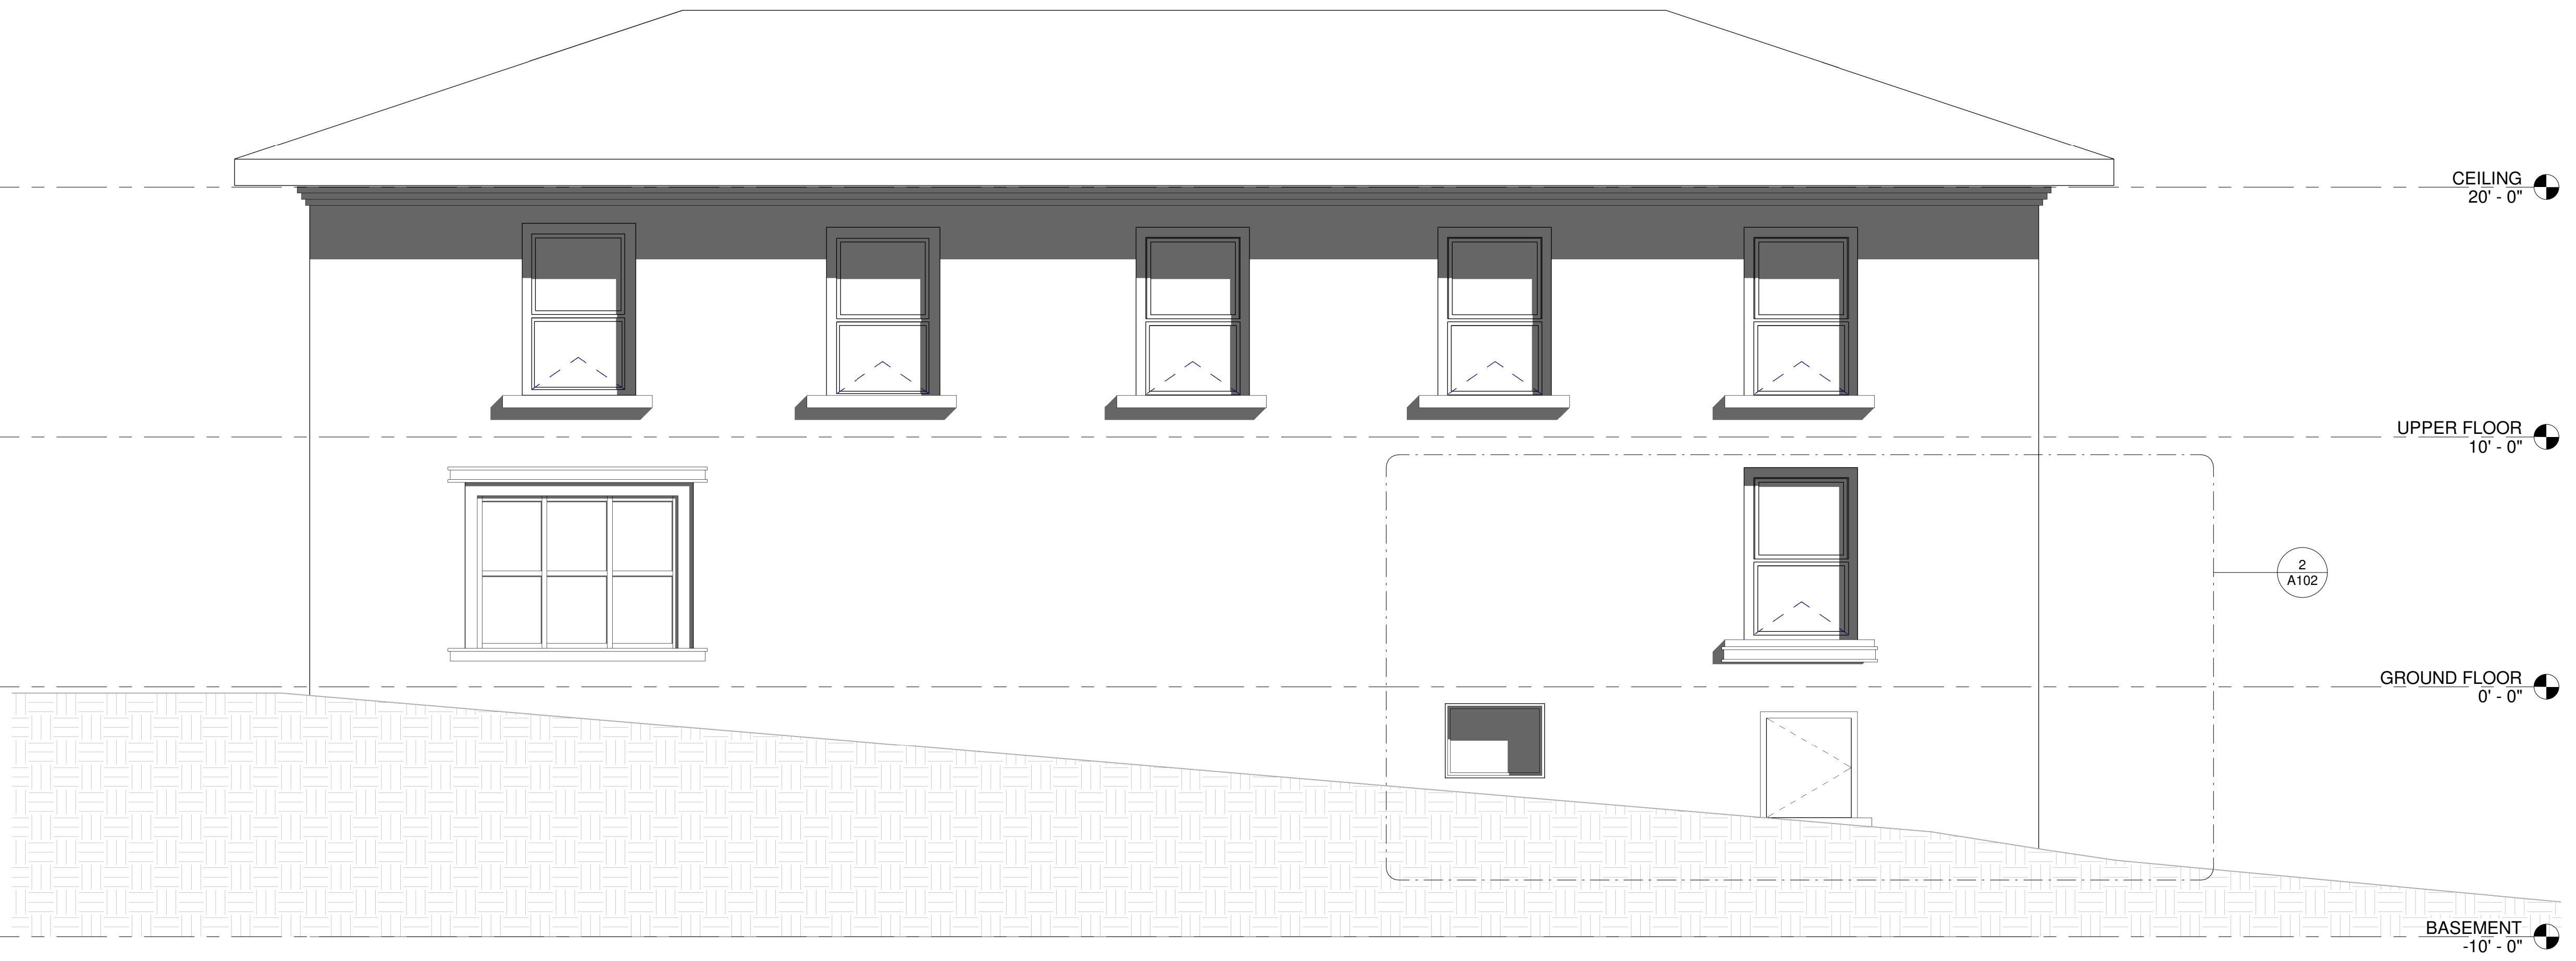 CEILING
20' - 0"
UPPER FLOOR
10' - 0"
2
A102
GROUND FLOOR
0' - 0"
BASEMENT
-10' - 0"